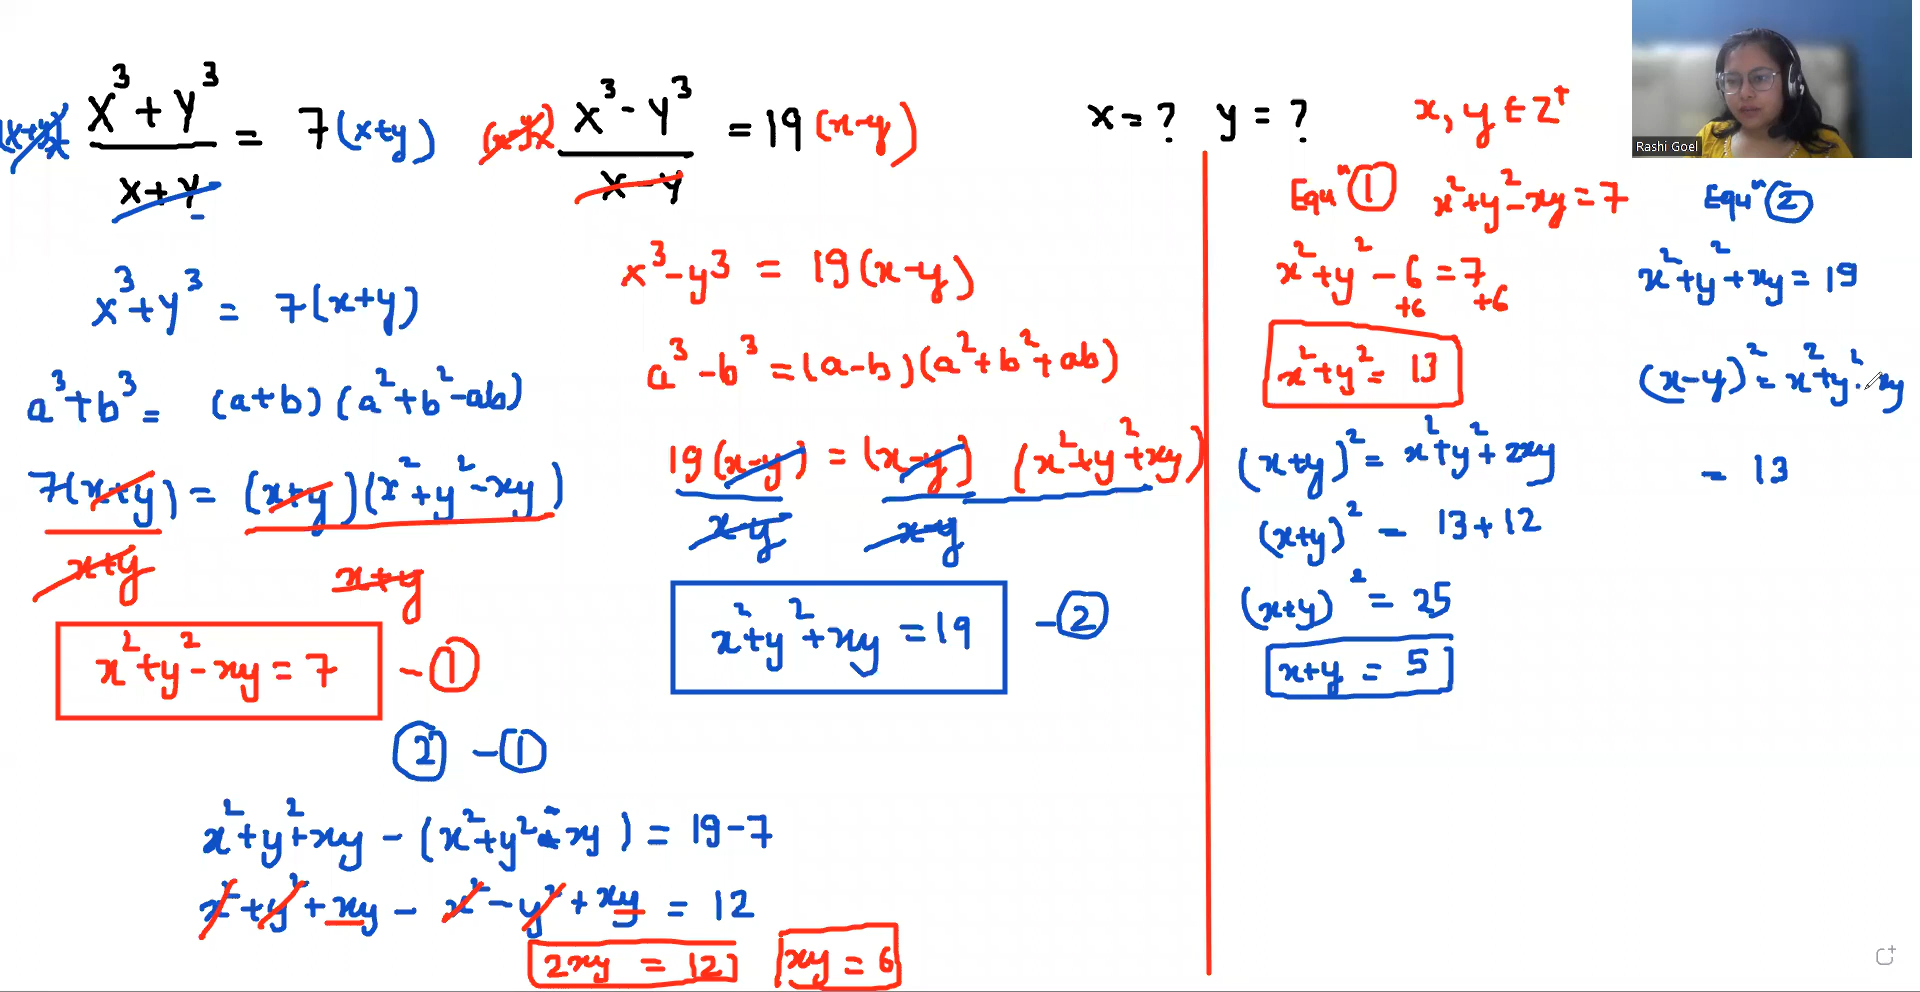 x³ + y³ / x + y = 7 (x+y)
(x-y) x³ - y³ / x - y = 19 (x-y)
x = ? y = ?
x, y ∈ Z⁺
Rashi Goel
x³ + y³ = 7(x+y)
a³ + b³ = (a+b) (a² + b² - ab)
7(x+y) = (x+y)(x² + y² - xy)
x+y x+y
x² + y² - xy = 7 - ①
x³ - y³ = 19(x-y)
a³ - b³ = (a-b)(a² + b² + ab)
19(x-y) = (x-y) (x² + y² + xy)
x-y x-y
x² + y² + xy = 19 - ②
② - ①
x² + y² + xy - (x² + y² - xy) = 19 - 7
x² + y² + xy - x² - y² + xy = 12
2xy = 12 xy = 6
Equⁿ ① x² + y² - xy = 7
x² + y² - 6 = 7
+6 +6
x² + y² = 13
(x+y)² = x² + y² + 2xy
(x+y)² = 13 + 12
(x+y)² = 25
x+y = 5
Equⁿ ②
x² + y² + xy = 19
(x-y)² = x² + y² - xy
= 13